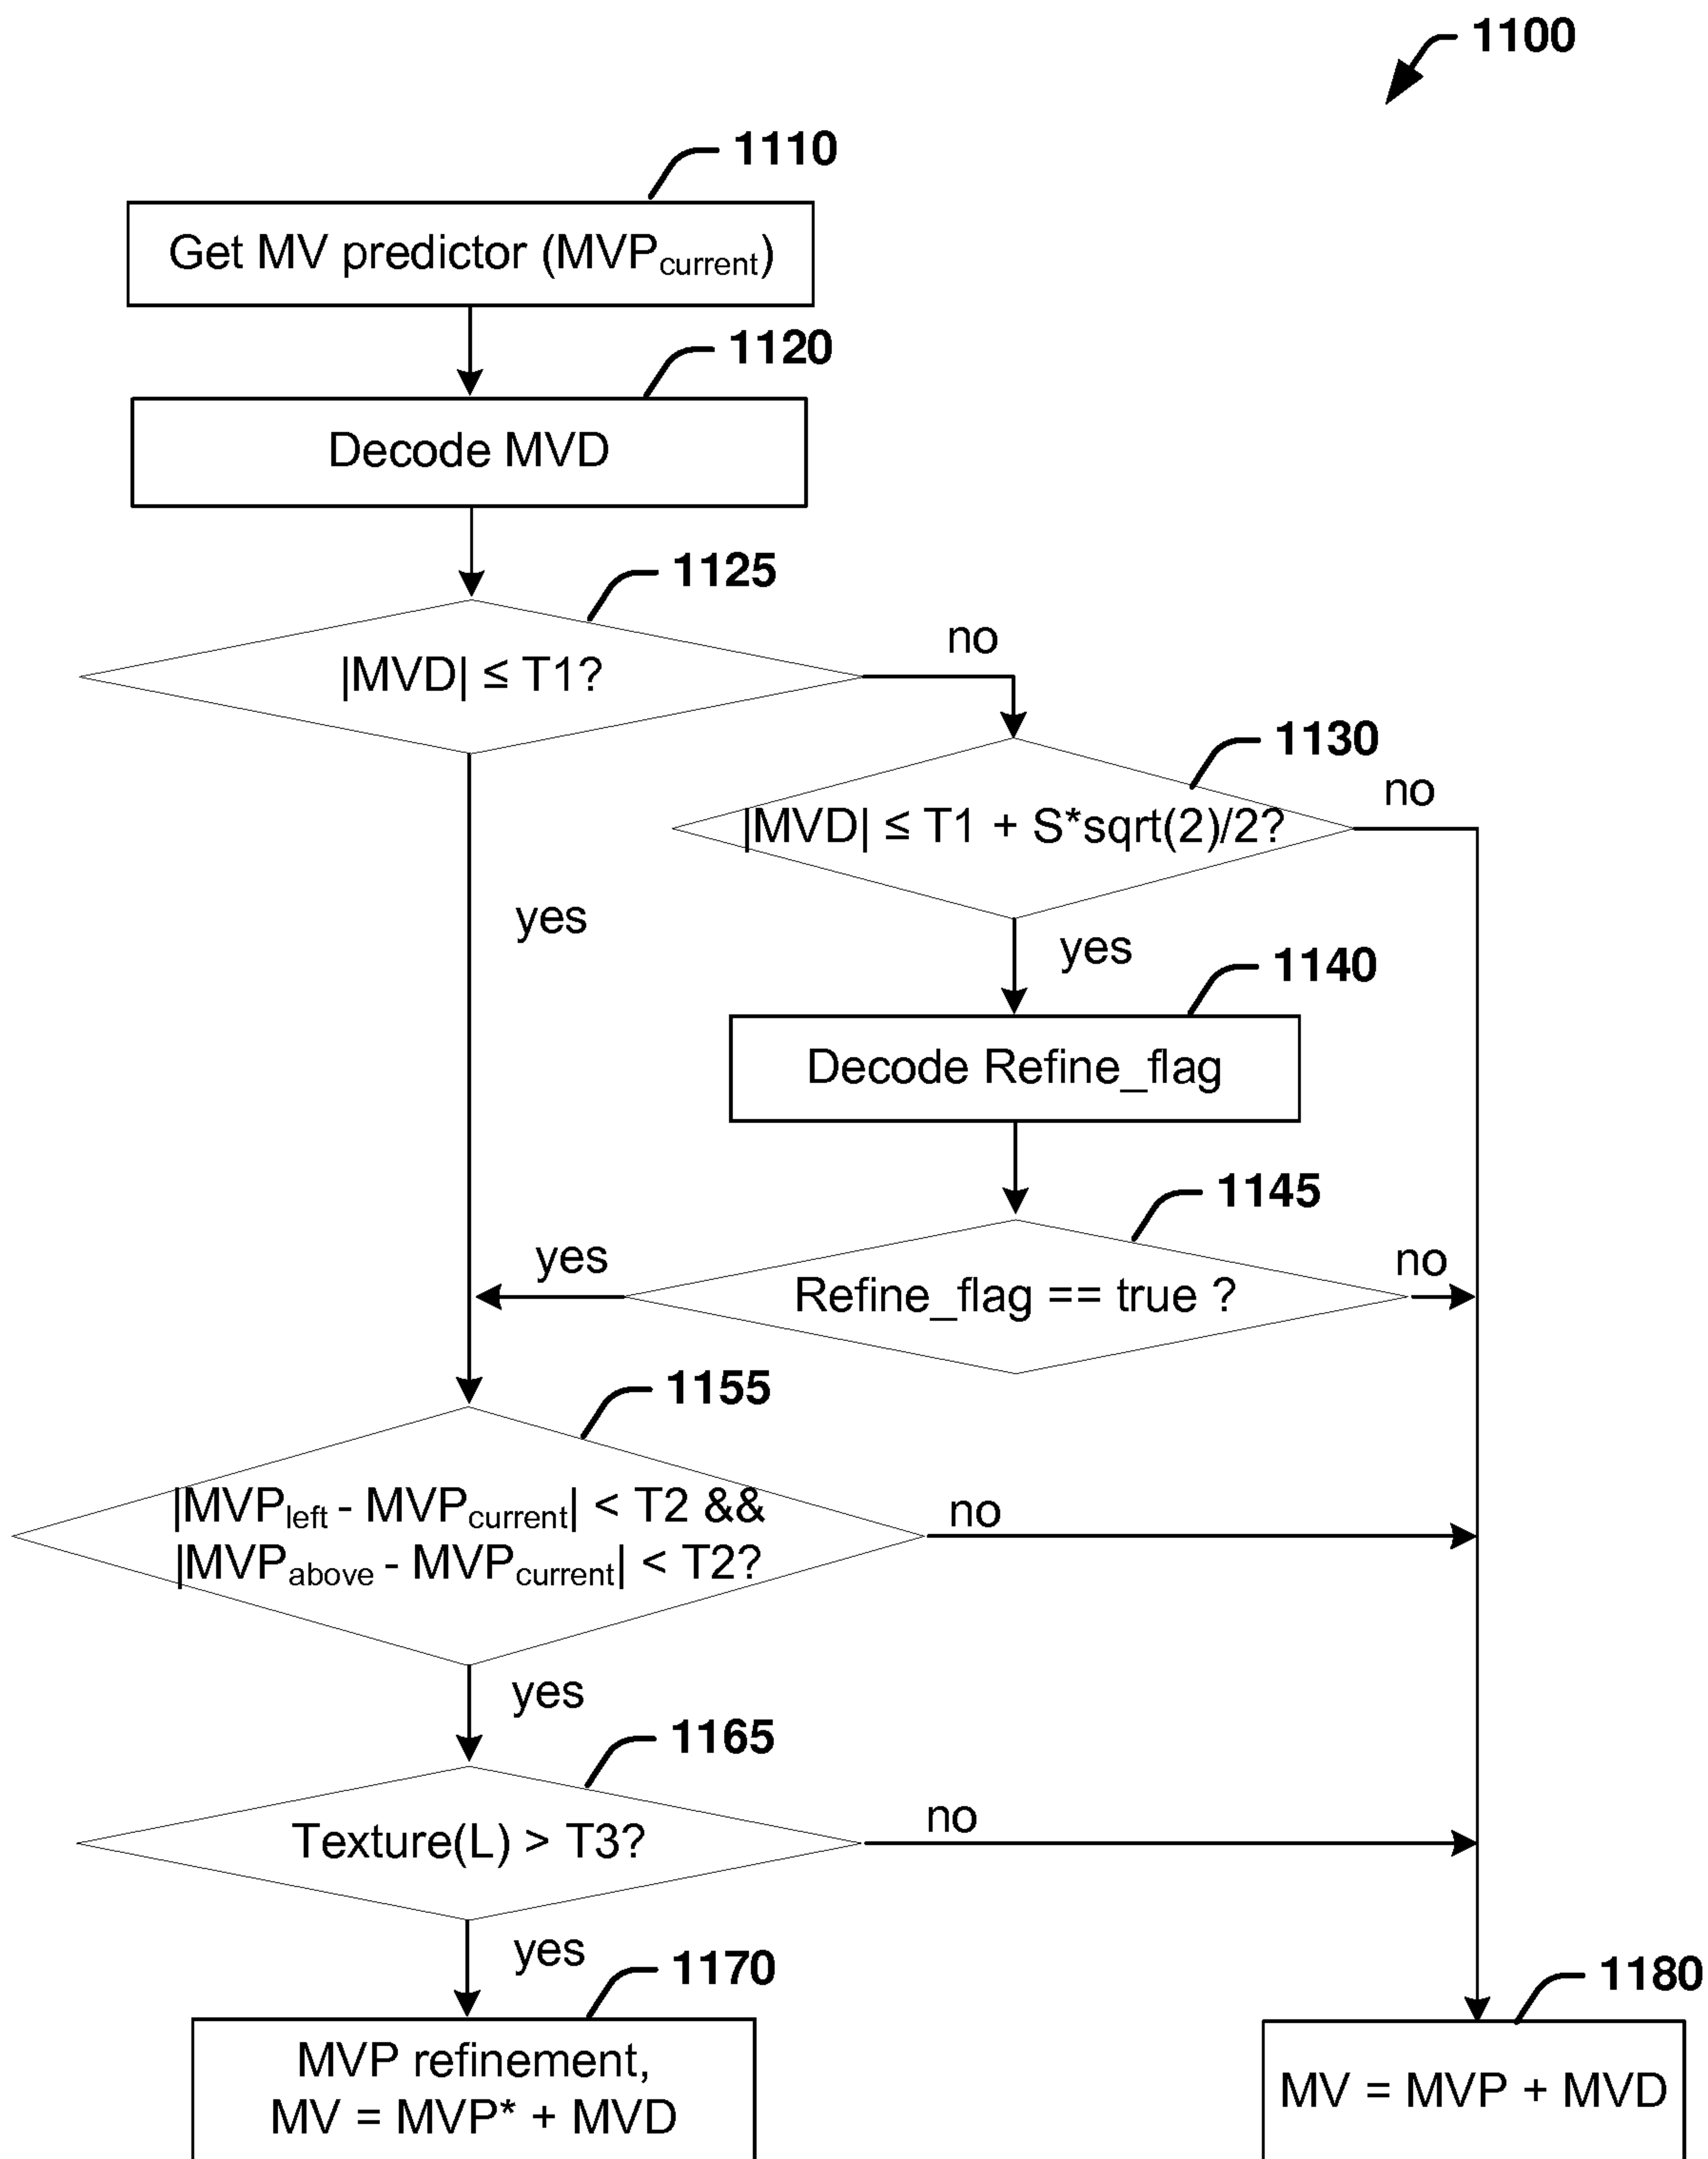 1100
1110
Get MV predictor (MVPcurrent)
1120
Decode MVD
1125
|MVD| ≤ T1?
no
1130
|MVD| ≤ T1 + S*sqrt(2)/2?
no
yes
yes
1140
Decode Refine_flag
1145
Refine_flag == true ?
yes
no
1155
|MVPleft - MVPcurrent| < T2 &&
|MVPabove - MVPcurrent| < T2?
no
yes
1165
Texture(L) > T3?
no
yes
1170
MVP refinement,
MV = MVP* + MVD
1180
MV = MVP + MVD